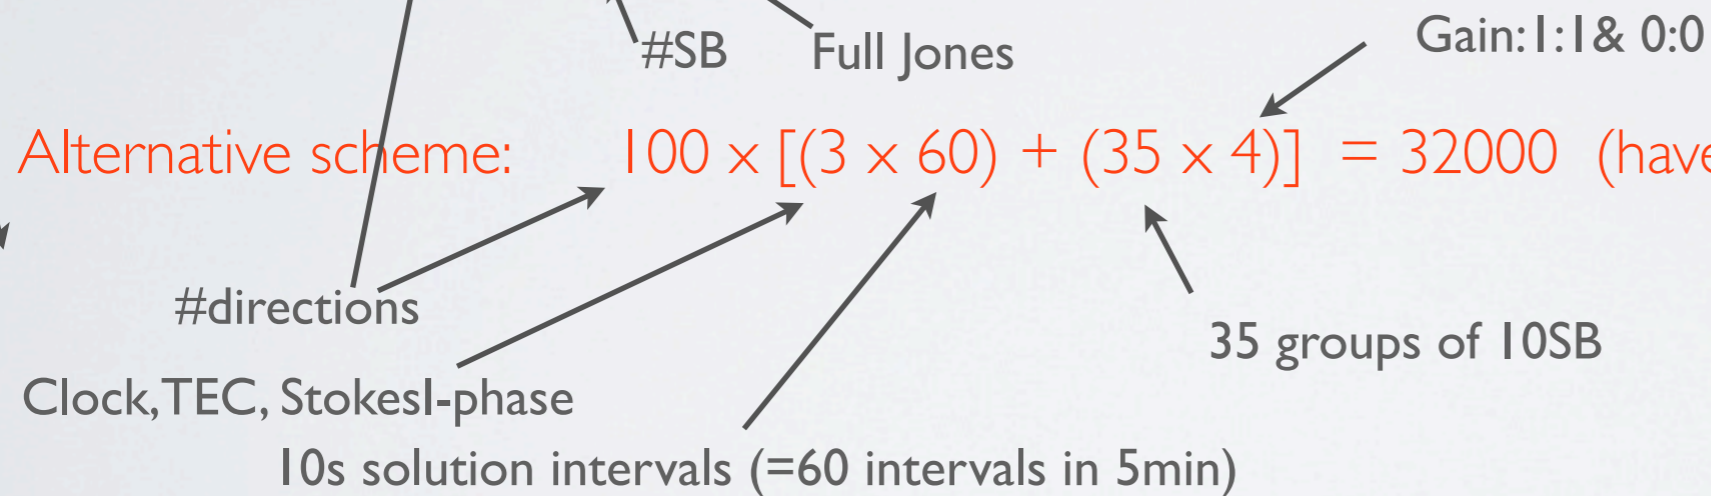 #SB
Full Jones
Gain:1:1& 0:0
Alternative scheme: 100 x [(3 x 60) + (35 x 4)] = 32000 (have
#directions
35 groups of 10SB
Clock,TEC, StokesI-phase
10s solution intervals (=60 intervals in 5min)